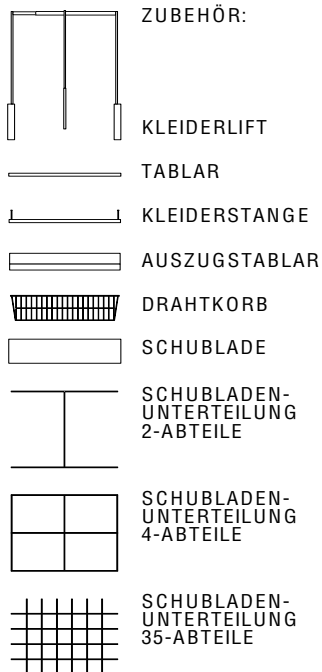 ZUBEHÖR:
KLEIDERLIFT
TABLAR
KLEIDERSTANGE
AUSZUGSTABLAR
DRAHTKORB
SCHUBLADE
SCHUBLADEN-
UNTERTEILUNG
2-ABTEILE
SCHUBLADEN-
UNTERTEILUNG
4-ABTEILE
SCHUBLADEN-
UNTERTEILUNG
35-ABTEILE